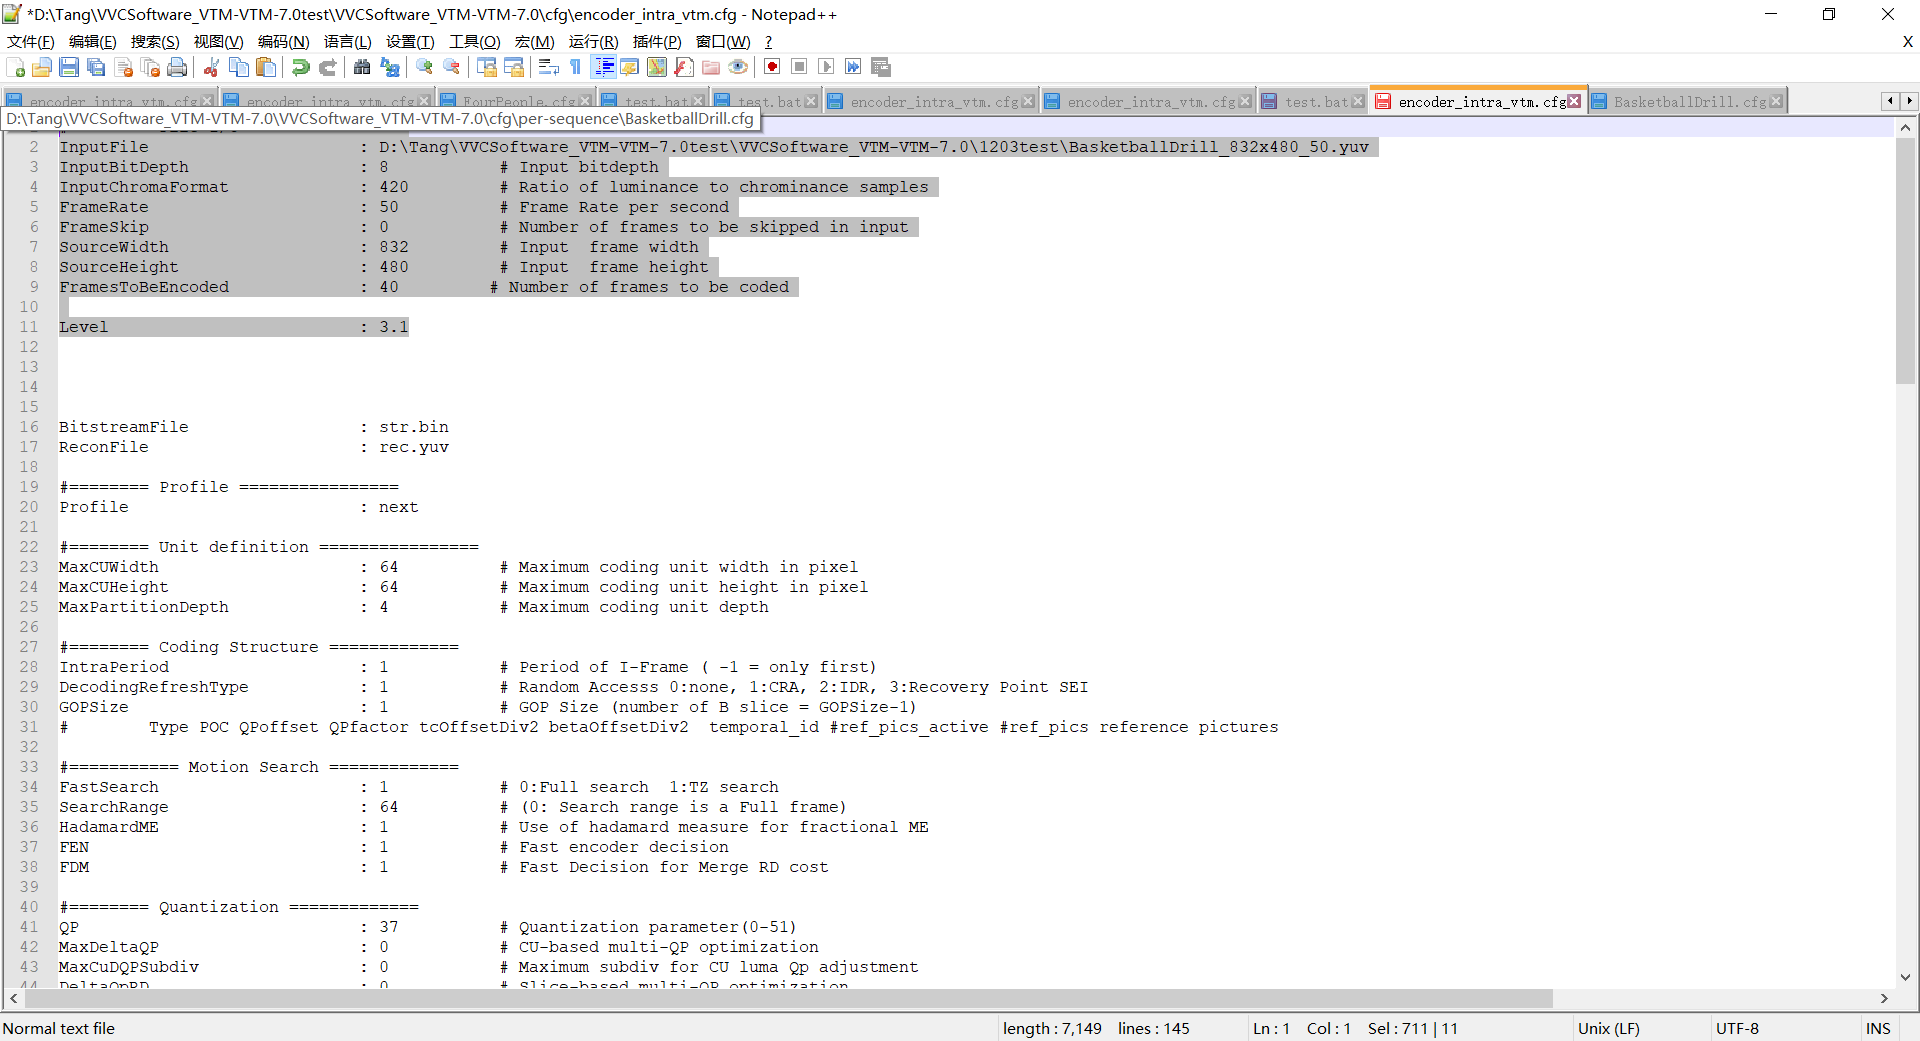 *D:\Tang\VVCSoftware_VTM-VTM-7.0test\VVCSoftware_VTM-VTM-7.0\cfg\encoder_intra_vtm.cfg - Notepad++
文件(F) 编辑(E) 搜索(S) 视图(V) 编码(N) 语言(L) 设置(T) 工具(O) 宏(M) 运行(R) 插件(P) 窗口(W) ? X
encoder_intra_vtm.cfg encoder_intra_vtm.cfg FourPeople.cfg test.bat test.bat encoder_intra_vtm.cfg encoder_intra_vtm.cfg test.bat encoder_intra_vtm.cfg BasketballDrill.cfg
D:\Tang\VVCSoftware_VTM-VTM-7.0\VVCSoftware_VTM-VTM-7.0\cfg\per-sequence\BasketballDrill.cfg
2 InputFile : D:\Tang\VVCSoftware_VTM-VTM-7.0test\VVCSoftware_VTM-VTM-7.0\1203test\BasketballDrill_832x480_50.yuv
3 InputBitDepth : 8 # Input bitdepth
4 InputChromaFormat : 420 # Ratio of luminance to chrominance samples
5 FrameRate : 50 # Frame Rate per second
6 FrameSkip : 0 # Number of frames to be skipped in input
7 SourceWidth : 832 # Input  frame width
8 SourceHeight : 480 # Input  frame height
9 FramesToBeEncoded : 40 # Number of frames to be coded
10
11 Level : 3.1
12
13
14
15
16 BitstreamFile : str.bin
17 ReconFile : rec.yuv
18
19 #======== Profile ================
20 Profile : next
21
22 #======== Unit definition ================
23 MaxCUWidth : 64 # Maximum coding unit width in pixel
24 MaxCUHeight : 64 # Maximum coding unit height in pixel
25 MaxPartitionDepth : 4 # Maximum coding unit depth
26
27 #======== Coding Structure =============
28 IntraPeriod : 1 # Period of I-Frame ( -1 = only first)
29 DecodingRefreshType : 1 # Random Accesss 0:none, 1:CRA, 2:IDR, 3:Recovery Point SEI
30 GOPSize : 1 # GOP Size (number of B slice = GOPSize-1)
31 # Type POC QPoffset QPfactor tcOffsetDiv2 betaOffsetDiv2  temporal_id #ref_pics_active #ref_pics reference pictures
32
33 #=========== Motion Search =============
34 FastSearch : 1 # 0:Full search  1:TZ search
35 SearchRange : 64 # (0: Search range is a Full frame)
36 HadamardME : 1 # Use of hadamard measure for fractional ME
37 FEN : 1 # Fast encoder decision
38 FDM : 1 # Fast Decision for Merge RD cost
39
40 #======== Quantization =============
41 QP : 37 # Quantization parameter(0-51)
42 MaxDeltaQP : 0 # CU-based multi-QP optimization
43 MaxCuDQPSubdiv : 0 # Maximum subdiv for CU luma Qp adjustment
44 DeltaQpRD : 0 # Slice-based multi-QP optimization
Normal text file length : 7,149 lines : 145 Ln : 1 Col : 1 Sel : 711 | 11 Unix (LF) UTF-8 INS